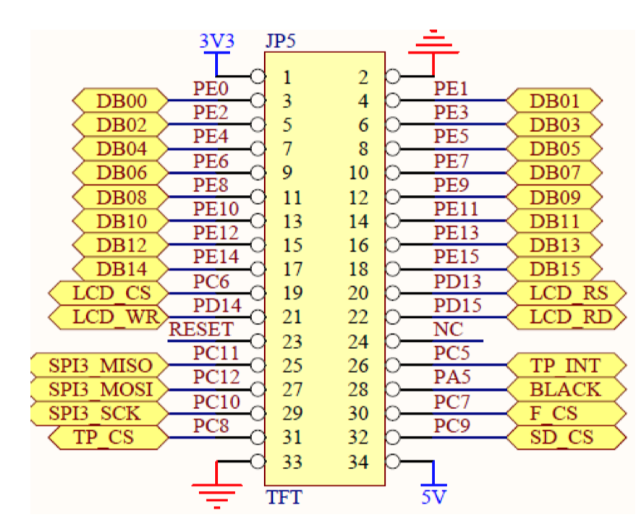 3V3 JP5
1 2
DB00 PE0 3 4 PE1 DB01
DB02 PE2 5 6 PE3 DB03
DB04 PE4 7 8 PE5 DB05
DB06 PE6 9 10 PE7 DB07
DB08 PE8 11 12 PE9 DB09
DB10 PE10 13 14 PE11 DB11
DB12 PE12 15 16 PE13 DB13
DB14 PE14 17 18 PE15 DB15
LCD_CS PC6 19 20 PD13 LCD_RS
LCD_WR PD14 21 22 PD15 LCD_RD
RESET 23 24 NC
SPI3_MISO PC11 25 26 PC5 TP_INT
SPI3_MOSI PC12 27 28 PA5 BLACK
SPI3_SCK PC10 29 30 PC7 F_CS
TP_CS PC8 31 32 PC9 SD_CS
33 34
TFT 5V